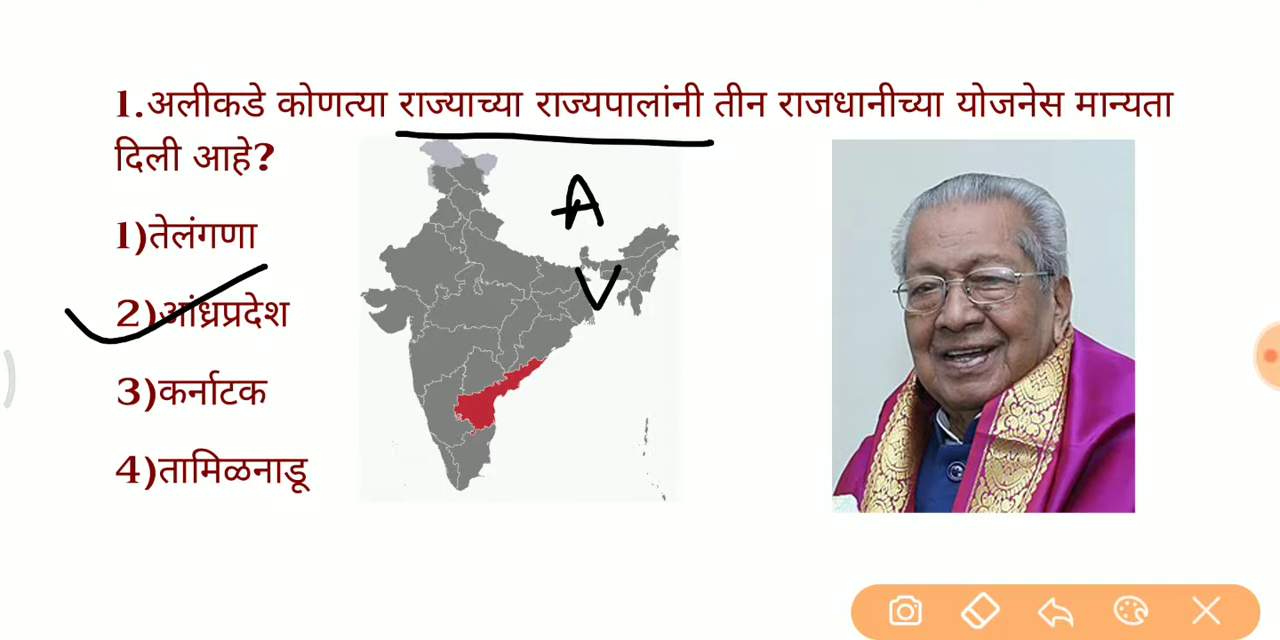 1.अलीकडे कोणत्या राज्याच्या राज्यपालांनी तीन राजधानीच्या योजनेस मान्यता
दिली आहे?
1)तेलंगणा
2)आंध्रप्रदेश
3)कर्नाटक
4)तामिळनाडू
A
V